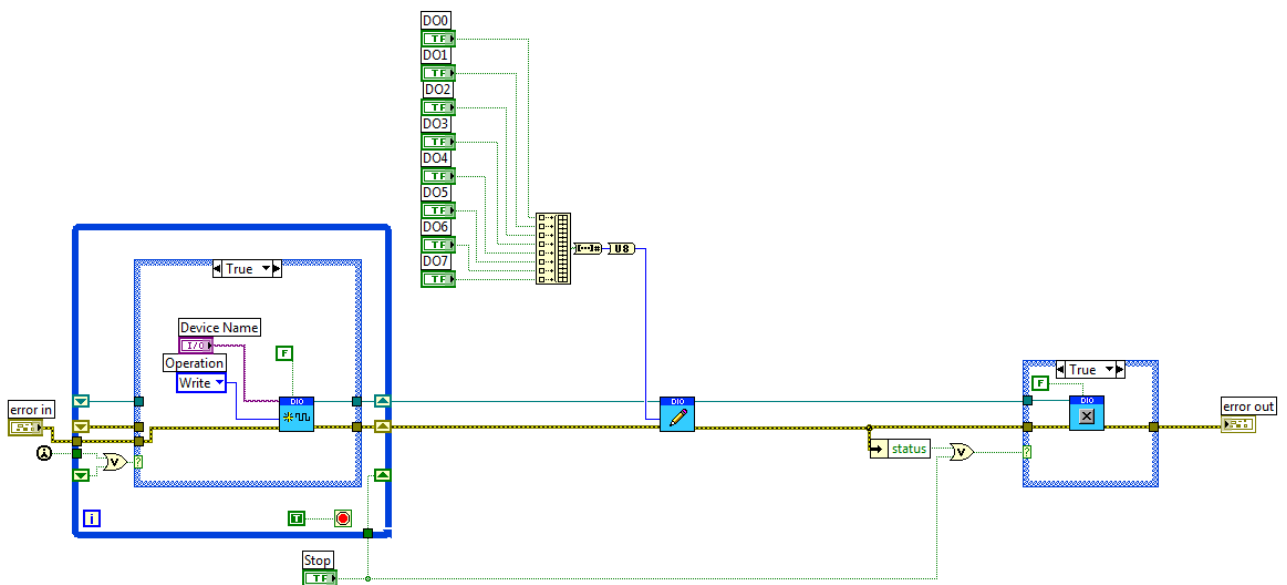 DO0
TF
DO1
TF
DO2
TF
DO3
TF
DO4
TF
DO5
TF
DO6
TF
DO7
TF
[...]#
U8
True
Device Name
I/O
F
Operation
Write
DIO
error in
?
V
i
T
Stop
TF
DIO
status
V
True
F
DIO
?
error out